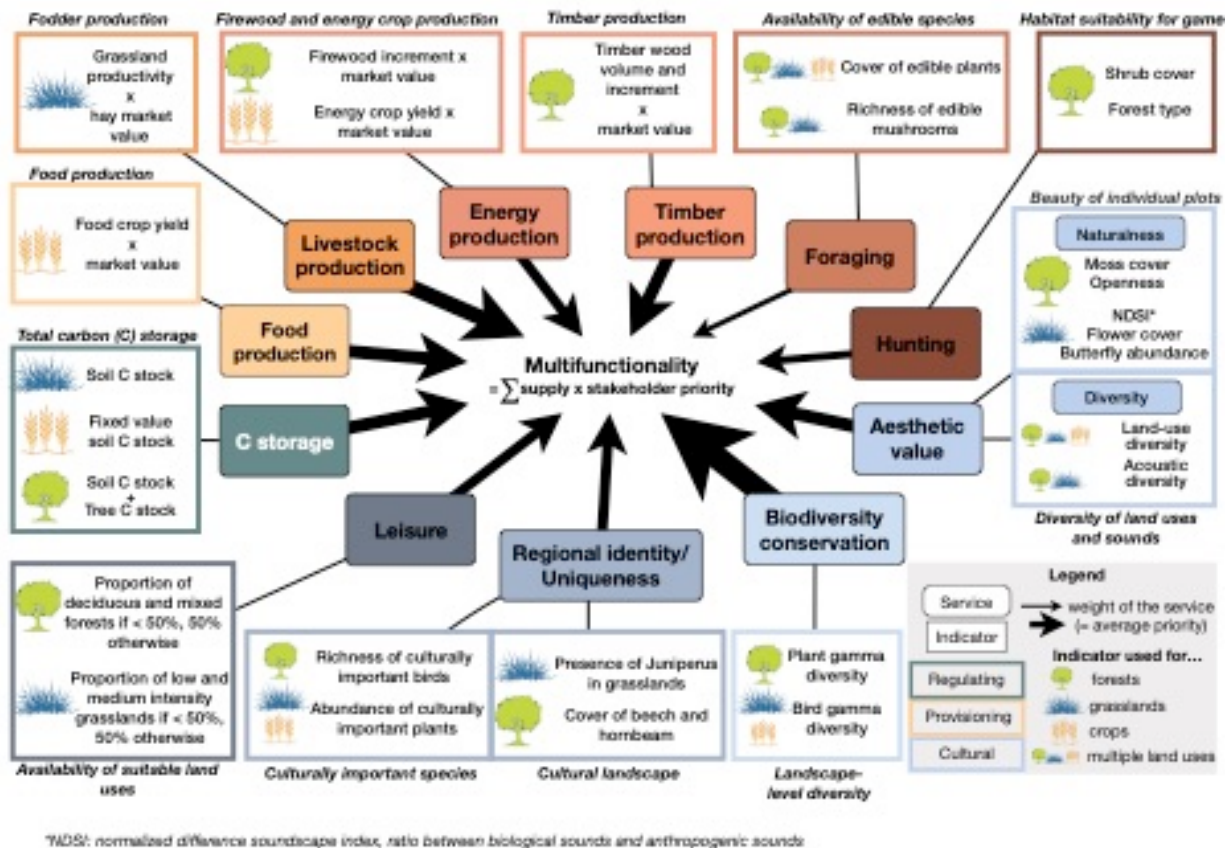 Fodder production
Grassland
productivity
x
hay market
value
Firewood and energy crop production
Firewood increment x
market value
Energy crop yield x
market value
Timber production
Timber wood
volume and
increment
x
market value
Availability of edible species
Cover of edible plants
Richness of edible
mushrooms
Habitat suitability for game
Shrub cover
Forest type
Food production
Food crop yield
x
market value
Livestock
production
Energy
production
Timber
production
Foraging
Hunting
Food
production
C storage
Leisure
Regional identity/
Uniqueness
Biodiversity
conservation
Aesthetic
value
Multifunctionality
= ∑ supply x stakeholder priority
Beauty of individual plots
Naturalness
Moss cover
Openness
NDSI*
Flower cover
Butterfly abundance
Diversity
Land-use
diversity
Acoustic
diversity
Diversity of land uses
and sounds
Total carbon (C) storage
Soil C stock
Fixed value
soil C stock
Soil C stock
+
Tree C stock
Proportion of
deciduous and mixed
forests if < 50%, 50%
otherwise
Proportion of low and
medium intensity
grasslands if < 50%,
50% otherwise
Availability of suitable land
uses
Richness of culturally
important birds
Abundance of culturally
important plants
Culturally important species
Presence of Juniperus
in grasslands
Cover of beech and
hornbeam
Cultural landscape
Plant gamma
diversity
Bird gamma
diversity
Landscape-
level diversity
Legend
Service
Indicator
weight of the service
(= average priority)
Regulating
Provisioning
Cultural
Indicator used for...
forests
grasslands
crops
multiple land uses
*NDSI: normalized difference soundscape index, ratio between biological sounds and anthropogenic sounds